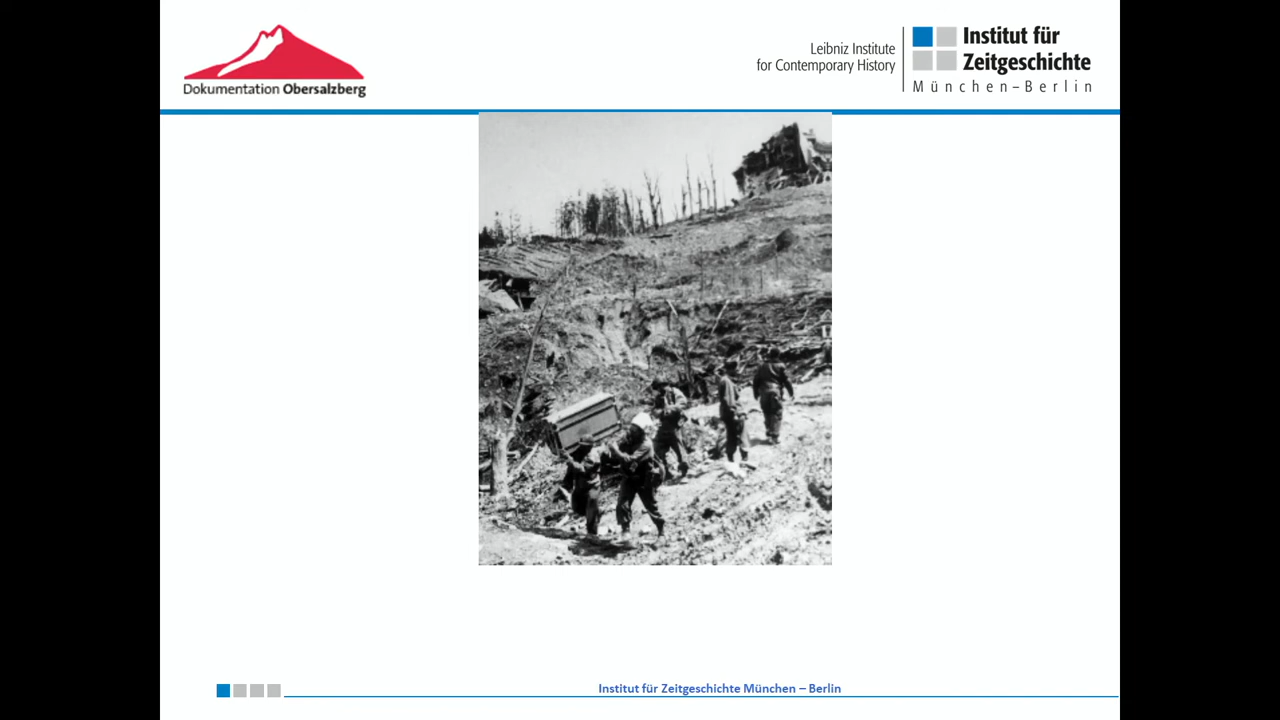 Dokumentation Obersalzberg
Leibniz Institute
for Contemporary History
Institut für
Zeitgeschichte
München–Berlin
Institut für Zeitgeschichte München – Berlin